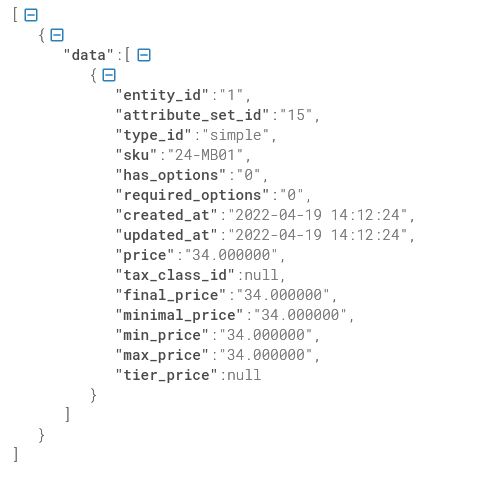 [
{
"data":[
{
"entity_id":"1",
"attribute_set_id":"15",
"type_id":"simple",
"sku":"24-MB01",
"has_options":"0",
"required_options":"0",
"created_at":"2022-04-19 14:12:24",
"updated_at":"2022-04-19 14:12:24",
"price":"34.000000",
"tax_class_id":null,
"final_price":"34.000000",
"minimal_price":"34.000000",
"min_price":"34.000000",
"max_price":"34.000000",
"tier_price":null
}
]
}
]